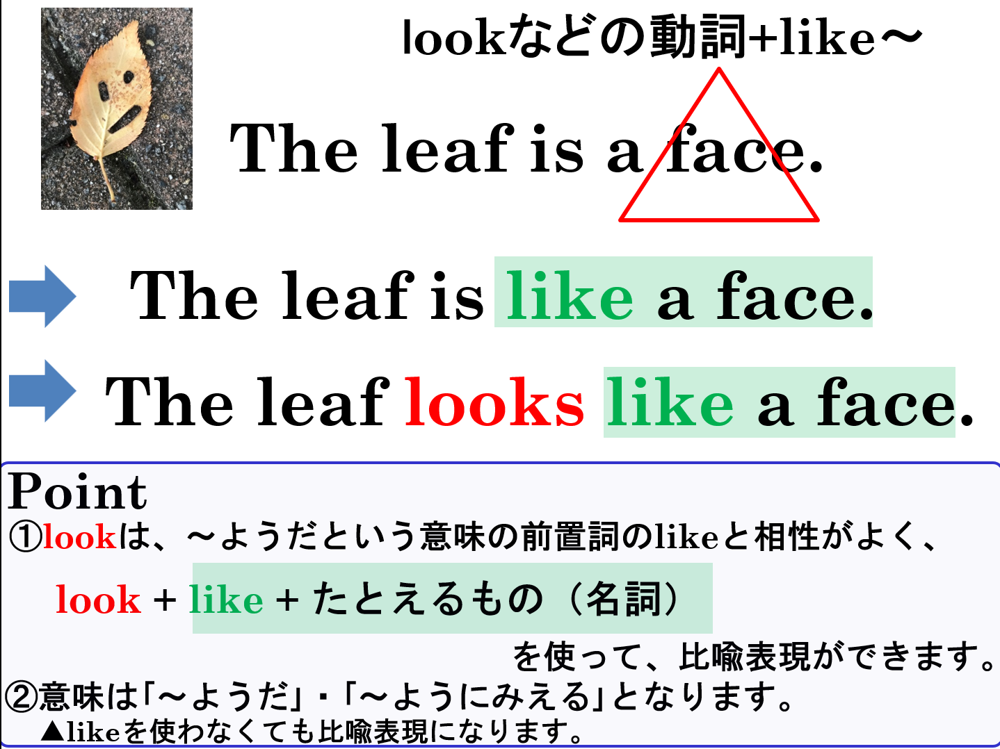 lookなどの動詞+like～
The leaf is a face.
The leaf is like a face.
The leaf looks like a face.
Point
①lookは、～ようだという意味の前置詞のlikeと相性がよく、
look + like + たとえるもの（名詞）
を使って、比喩表現ができます。
②意味は｢～ようだ｣・｢～ようにみえる｣となります。
▲likeを使わなくても比喩表現になります。